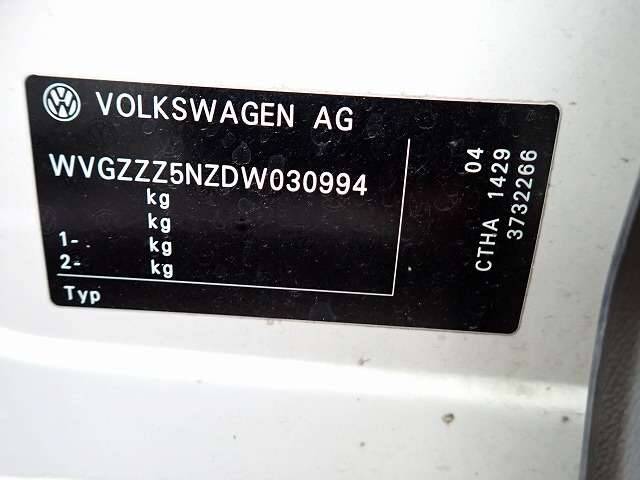 VOLKSWAGEN AG
WVGZZZ5NZDW030994
kg
kg
1- kg
2- kg
Typ
04
CTHA 1429
3732266